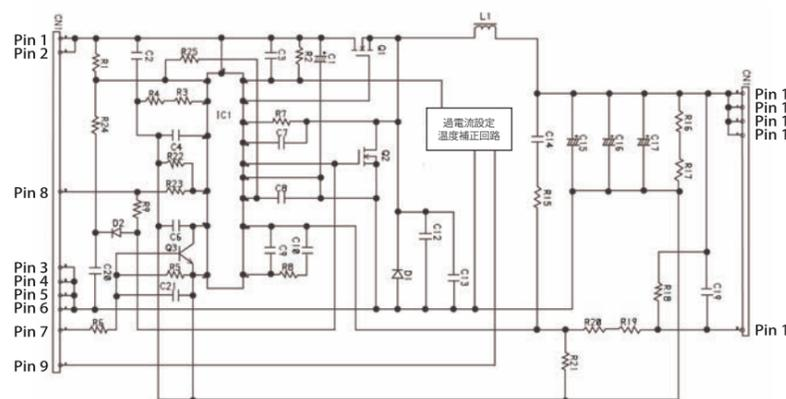 CN1
L1
Pin 1
Pin 2
R1
C2
R25
C3
R2
C1
Q1
CN1
R4
R3
IC1
Pin 1
Pin 1
Pin 1
Pin 1
過電流設定
温度補正回路
R24
C4
R7
C7
C14
C15
C16
C17
R16
R22
Q2
R17
Pin 8
R23
C8
R15
R9
D2
C6
C12
Q3
C9
C10
Pin 3
C20
R5
R8
D1
C13
R18
C19
Pin 4
Pin 5
C21
Pin 6
Pin 7
R6
R20
R19
Pin 1
Pin 9
R21